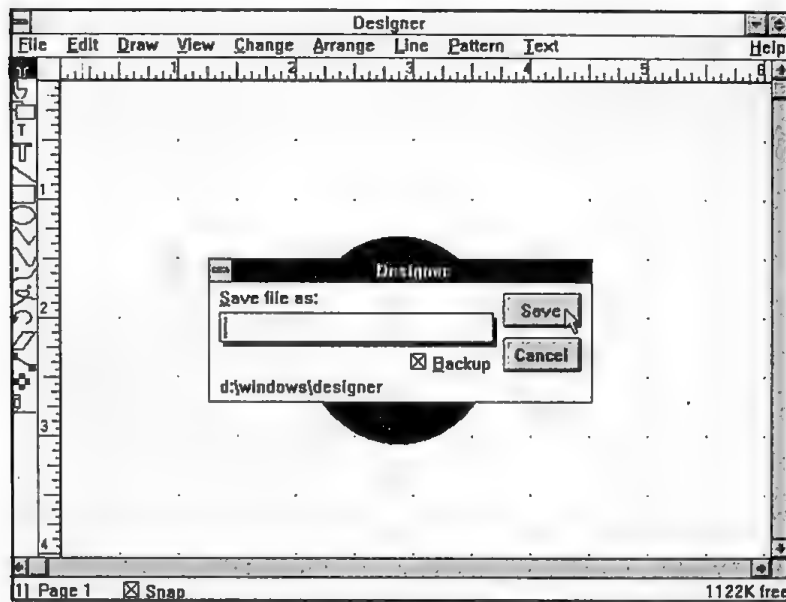 Designer
File Edit Draw View Change Arrange Line Pattern Text Help
1 2 3 4 5 6
T
1
2
3
4
Designer
Save file as:
Save
Cancel
Backup
d:\windows\designer
1] Page 1 Snap 1122K free